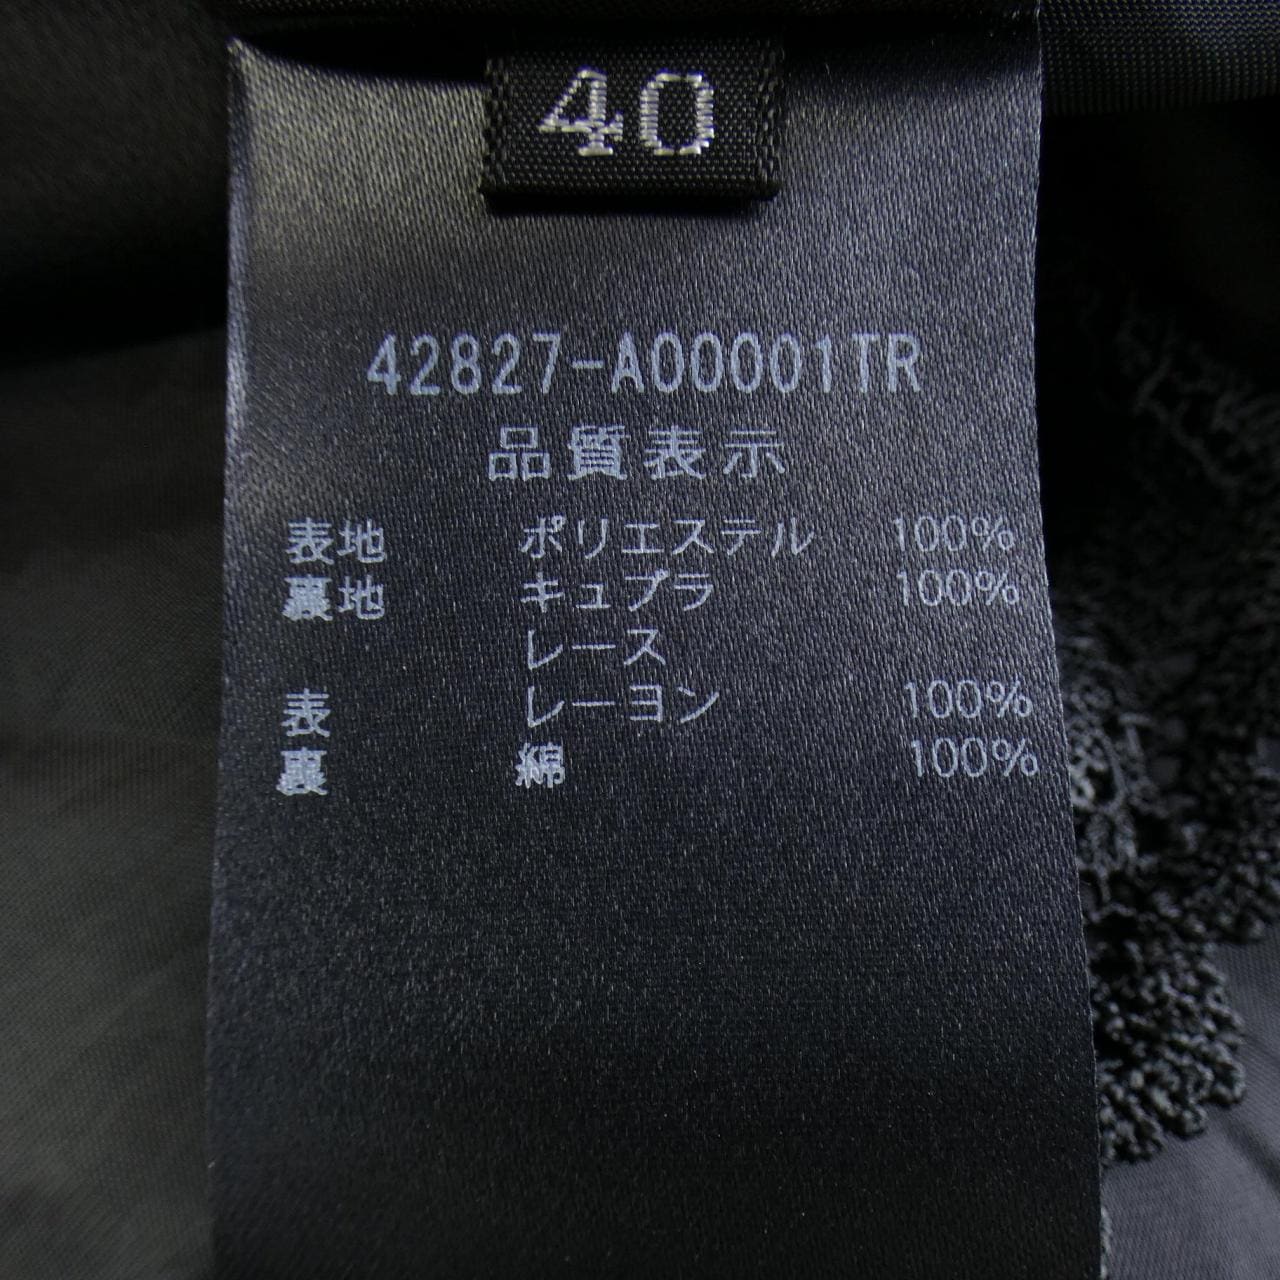 40
42827-A00001TR
品質表示
表地 ポリエステル 100%
裏地 キュプラ 100%
レース
表 レーヨン 100%
裏 綿 100%